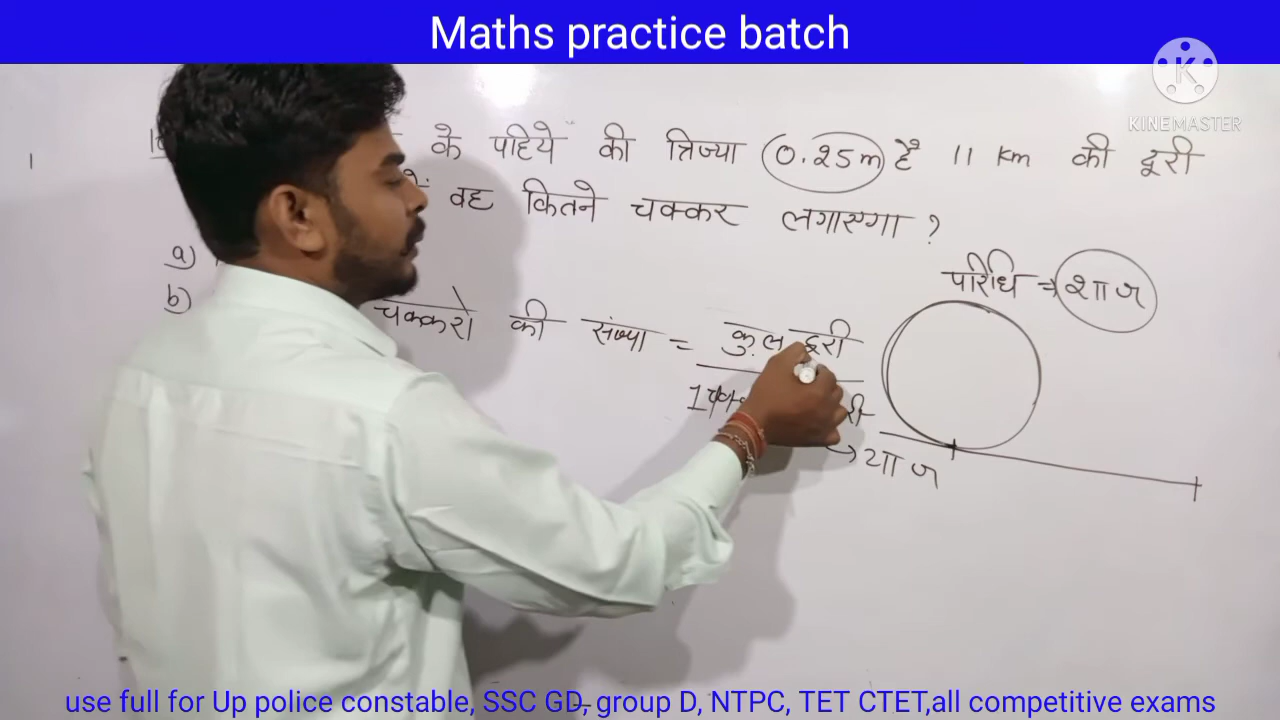 Maths practice batch
KINEMASTER
के पहिये की त्रिज्या 0.25m है 11 km की दूरी
वह कितने चक्कर लगाएगा ?
a)
b)
परिधि → 2πr
चक्करो की संख्या = कुल दूरी
1
→ 2πr
use full for Up police constable, SSC GD, group D, NTPC, TET CTET,all competitive exams